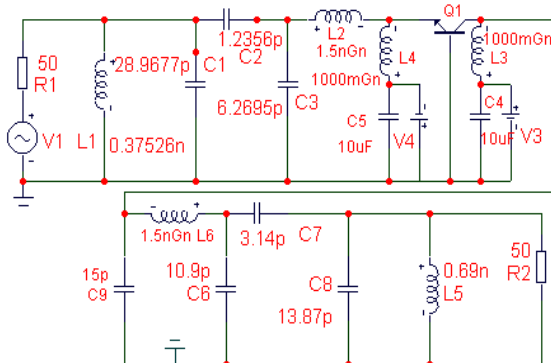 Q1
1.2356p
C2
L2
1.5nGn
L4
1000mGn
L3
50
R1
28.9677p
C1
1000mGn
6.2695p
C3
V1
L1
0.37526n
C5
10uF
V4
C4
10uF
V3
1.5nGn L6
3.14p
C7
15p
C9
10.9p
C6
C8
13.87p
0.69n
L5
50
R2